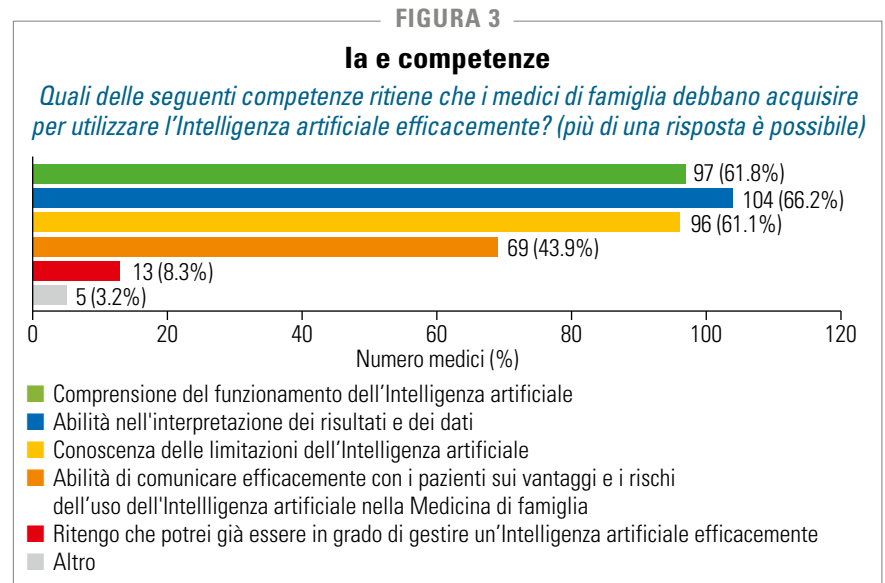 FIGURA 3
Ia e competenze
Quali delle seguenti competenze ritiene che i medici di famiglia debbano acquisire
per utilizzare l'Intelligenza artificiale efficacemente? (più di una risposta è possibile)
97 (61.8%)
104 (66.2%)
96 (61.1%)
69 (43.9%)
13 (8.3%)
5 (3.2%)
0 20 40 60 80 100 120
Numero medici (%)
Comprensione del funzionamento dell'Intelligenza artificiale
Abilità nell'interpretazione dei risultati e dei dati
Conoscenza delle limitazioni dell'Intelligenza artificiale
Abilità di comunicare efficacemente con i pazienti sui vantaggi e i rischi
dell'uso dell'Intellligenza artificiale nella Medicina di famiglia
Ritengo che potrei già essere in grado di gestire un'Intelligenza artificiale efficacemente
Altro